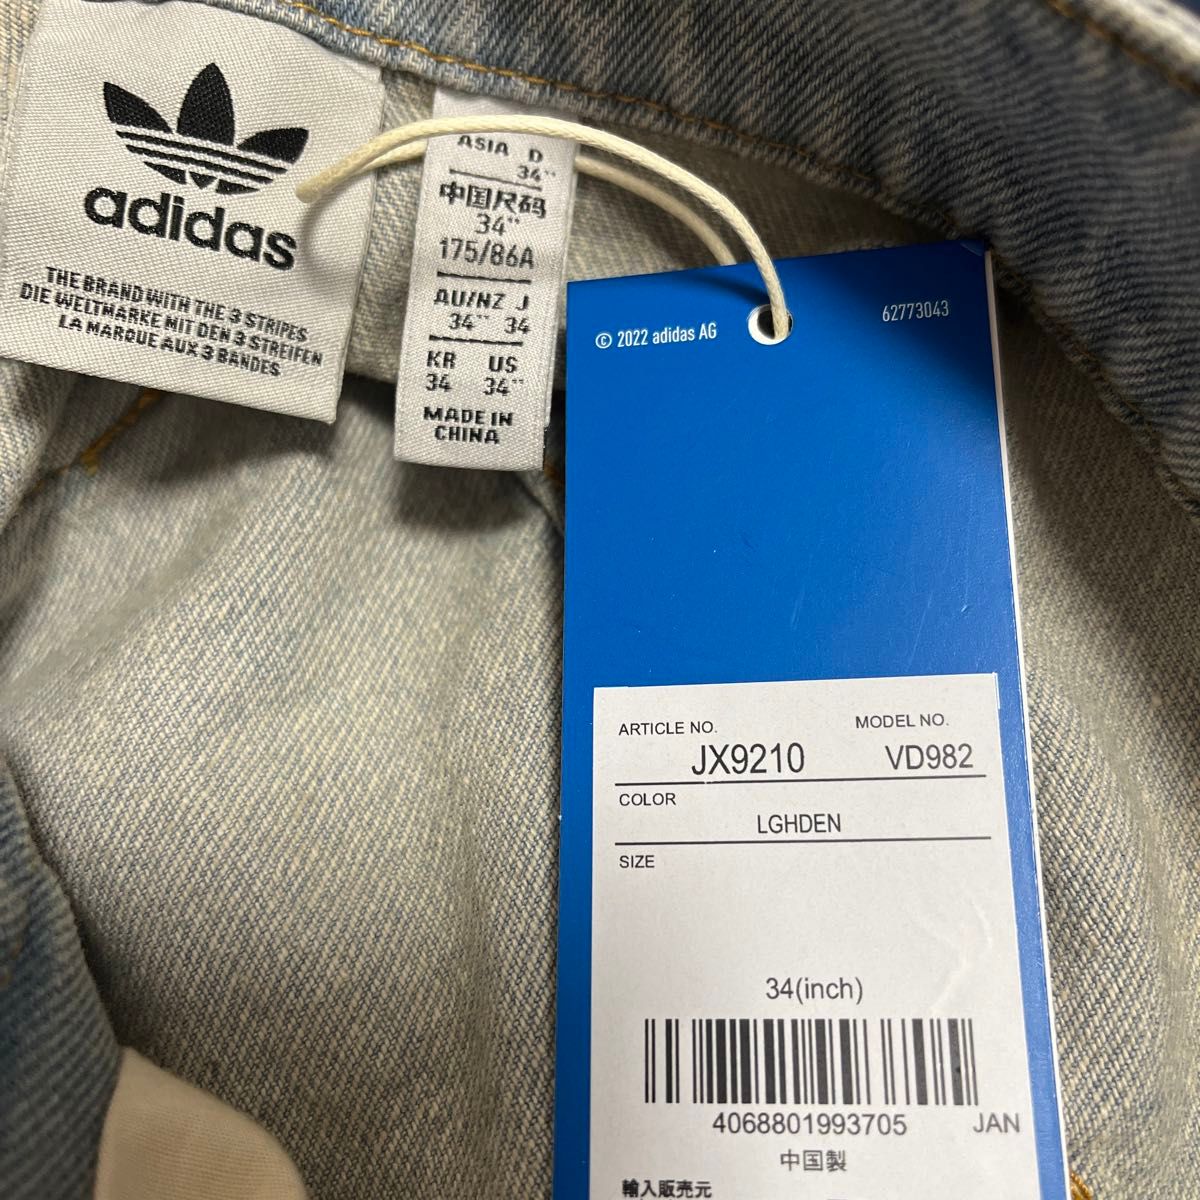 adidas
THE BRAND WITH THE 3 STRIPES
DIE WELTMARKE MIT DEN 3 STREIFEN
LA MARQUE AUX 3 BANDES
ASIA D
34"
中国尺码
34"
175/86A
AU/NZ J
34" 34
KR US
34 34"
MADE IN
CHINA
© 2022 adidas AG
62773043
ARTICLE NO. MODEL NO.
JX9210 VD982
COLOR
LGHDEN
SIZE
34(inch)
4068801993705 JAN
中国製
輸入販売元